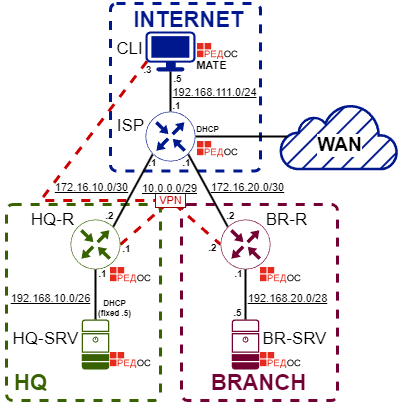 INTERNET
CLI
РЕДОС
MATE
.3
.5
192.168.111.0/24
.1
ISP
DHCP
WAN
.1
.1
172.16.10.0/30
10.0.0.0/29
172.16.20.0/30
VPN
.2
.2
HQ-R
BR-R
.1
.2
.1
РЕДОС
.1
РЕДОС
192.168.10.0/26
DHCP
(fixed .5)
192.168.20.0/28
.5
HQ-SRV
BR-SRV
РЕДОС
РЕДОС
HQ
BRANCH